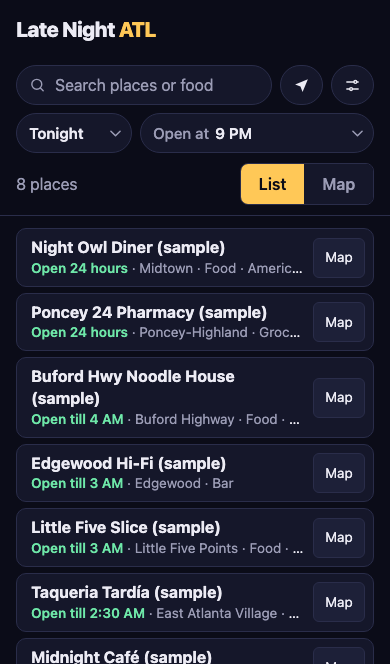 Late Night ATL
Search places or food
Tonight
Open at 9 PM
8 places
List
Map
Night Owl Diner (sample)
Open 24 hours · Midtown · Food · Americ...
Map
Poncey 24 Pharmacy (sample)
Open 24 hours · Poncey-Highland · Groc...
Map
Buford Hwy Noodle House
(sample)
Open till 4 AM · Buford Highway · Food · ...
Map
Edgewood Hi-Fi (sample)
Open till 3 AM · Edgewood · Bar
Map
Little Five Slice (sample)
Open till 3 AM · Little Five Points · Food · ...
Map
Taqueria Tardía (sample)
Open till 2:30 AM · East Atlanta Village · ...
Map
Midnight Café (sample)